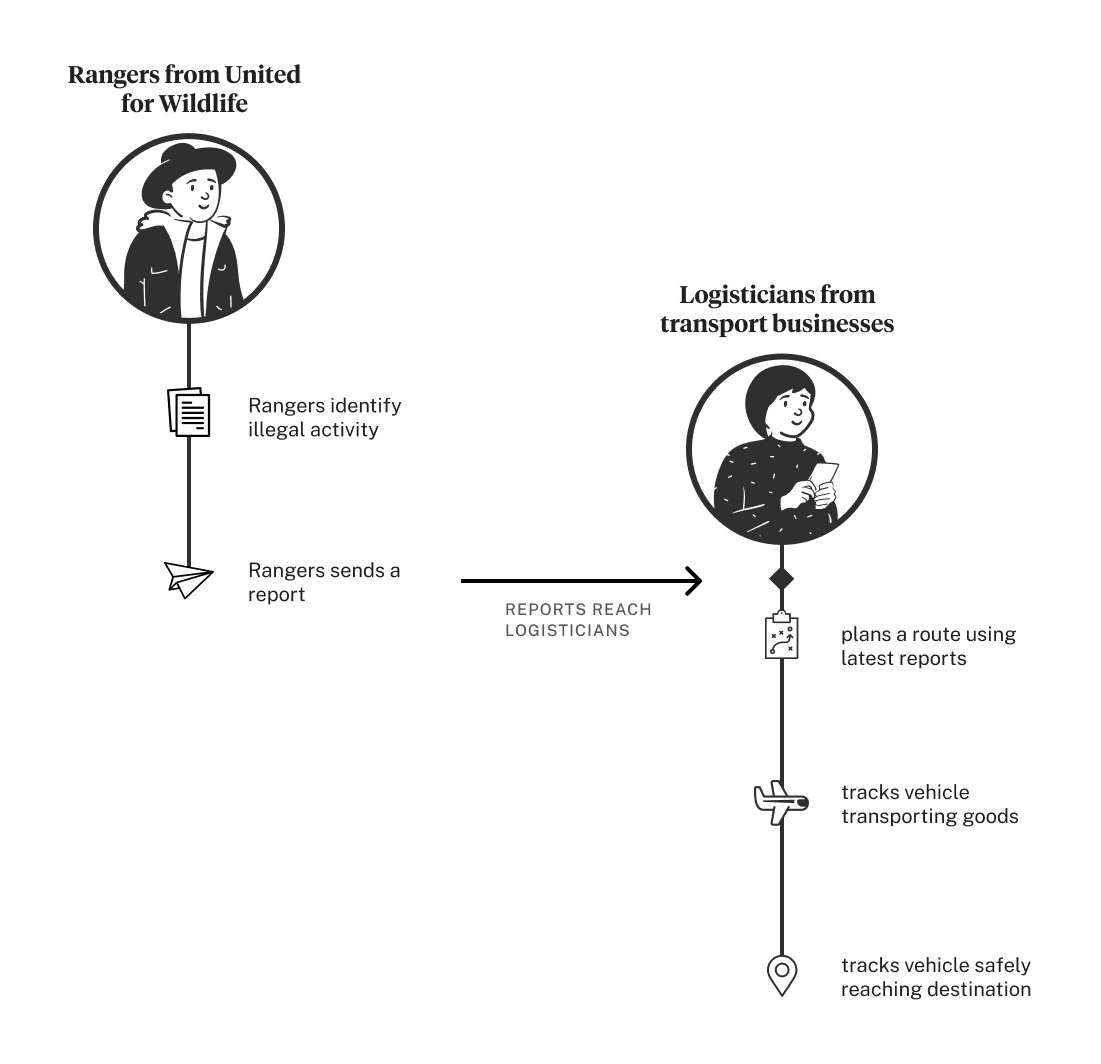 Rangers from United
for Wildlife
Rangers identify
illegal activity
Rangers sends a
report
REPORTS REACH
LOGISTICIANS
Logisticians from
transport businesses
plans a route using
latest reports
tracks vehicle
transporting goods
tracks vehicle safely
reaching destination